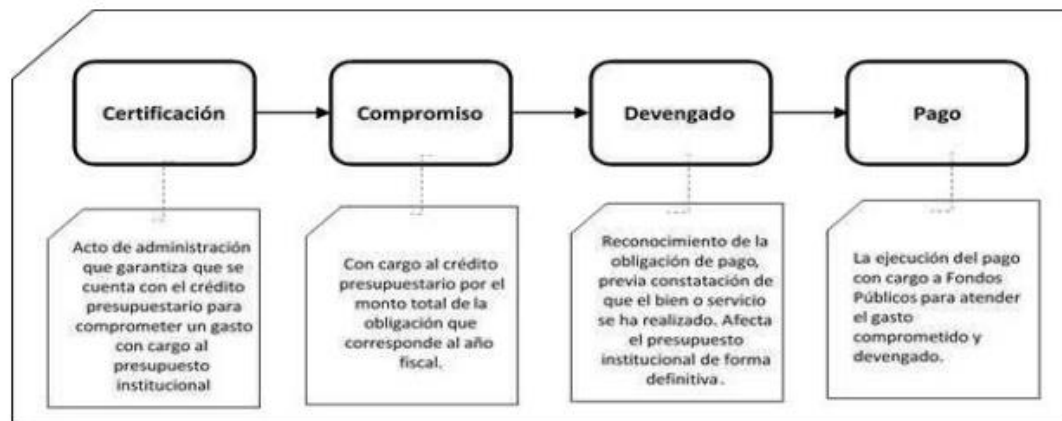 Certificación
Compromiso
Devengado
Pago
Acto de administración
que garantiza que se
cuenta con el crédito
presupuestario para
comprometer un gasto
con cargo al
presupuesto
institucional
Con cargo al crédito
presupuestario por el
monto total de la
obligación que
corresponde al año
fiscal.
Reconocimiento de la
obligación de pago,
previa constatación de
que el bien o servicio
se ha realizado. Afecta
el presupuesto
institucional de forma
definitiva.
La ejecución del pago
con cargo a Fondos
Públicos para atender
el gasto
comprometido y
devengado.